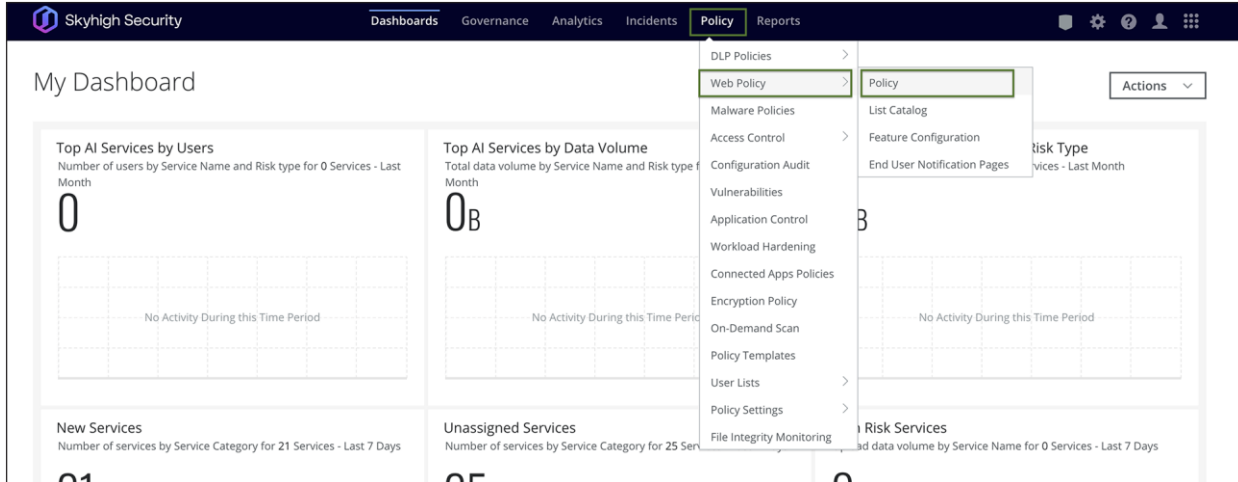 Skyhigh Security
Dashboards Governance Analytics Incidents Policy Reports
My Dashboard
Actions
DLP Policies
Web Policy
Malware Policies
Access Control
Configuration Audit
Vulnerabilities
Application Control
Workload Hardening
Connected Apps Policies
Encryption Policy
On-Demand Scan
Policy Templates
User Lists
Policy Settings
File Integrity Monitoring
Policy
List Catalog
Feature Configuration
End User Notification Pages
Top AI Services by Users
Number of users by Service Name and Risk type for 0 Services - Last
Month
0
No Activity During this Time Period
Top AI Services by Data Volume
Total data volume by Service Name and Risk type f
Month
0B
No Activity During this Time Peric
Risk Type
vices - Last Month
B
No Activity During this Time Period
New Services
Number of services by Service Category for 21 Services - Last 7 Days
21
Unassigned Services
Number of services by Service Category for 25 Ser
25
Risk Services
ad data volume by Service Name for 0 Services - Last 7 Days